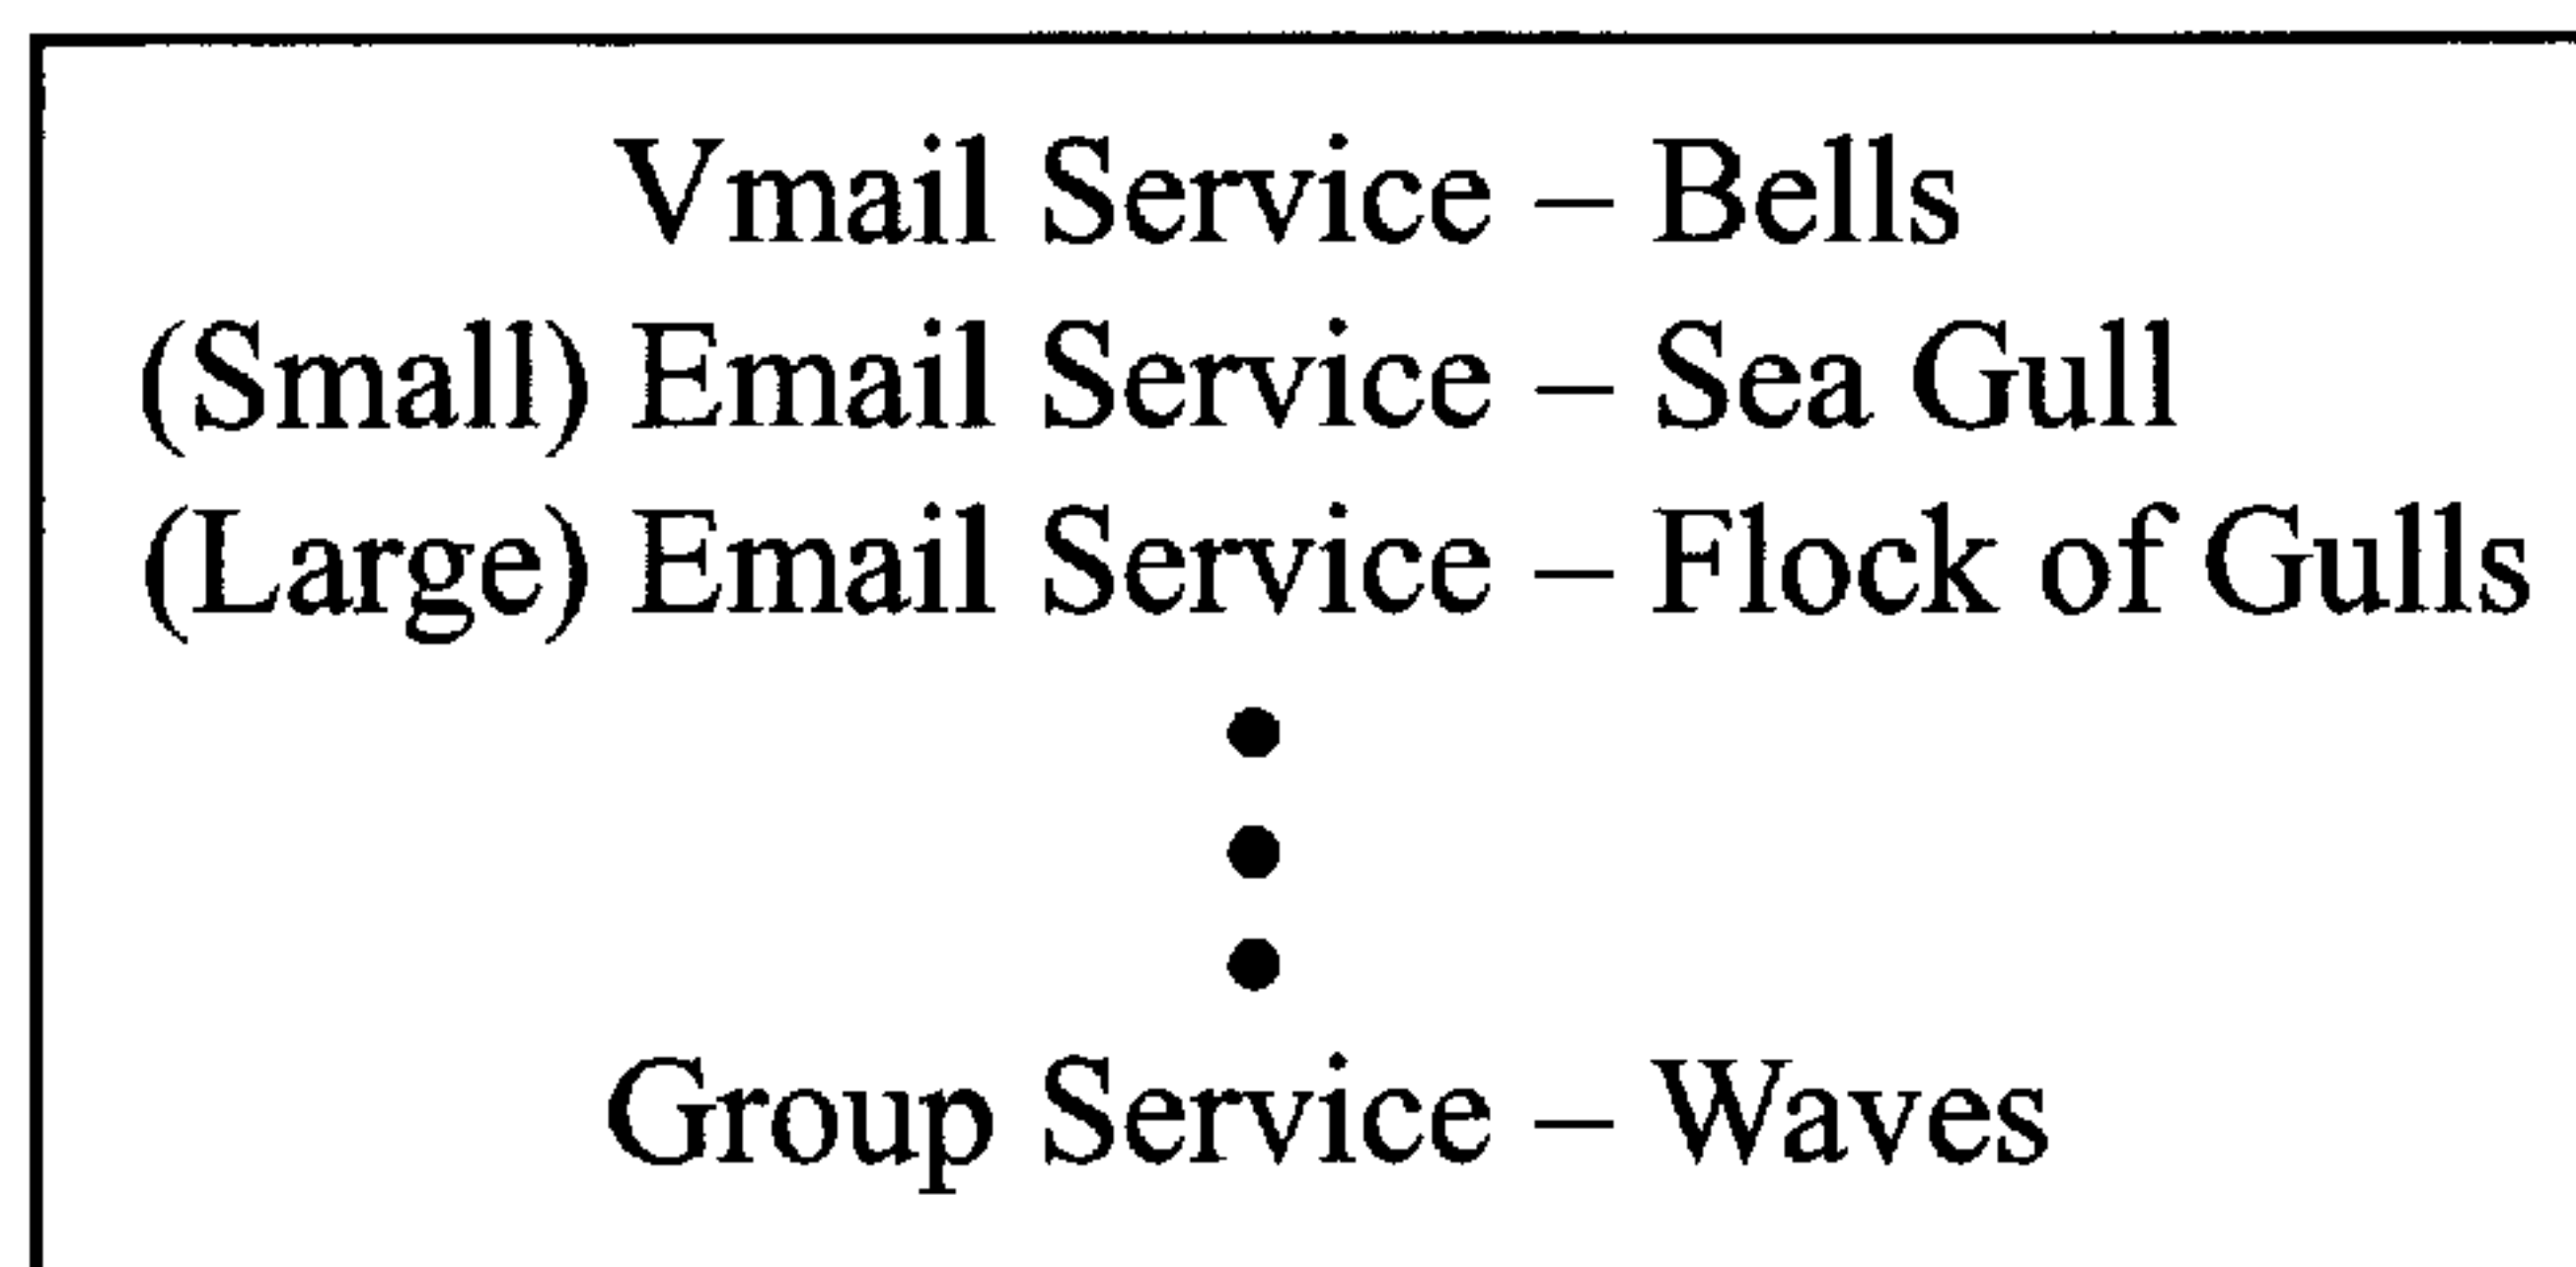 Vmail Service – Bells
(Small) Email Service – Sea Gull
(Large) Email Service – Flock of Gulls
Group Service – Waves